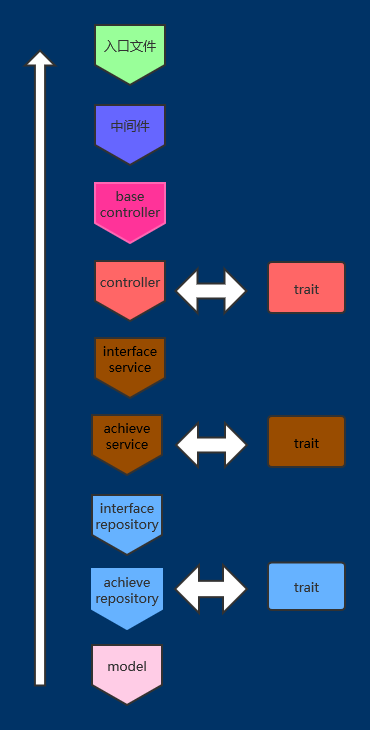 入口文件
中间件
base
controller
controller
trait
interface
service
achieve
service
trait
interface
repository
achieve
repository
trait
model